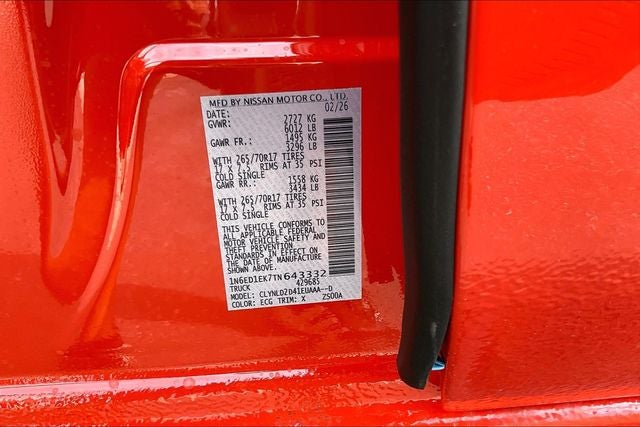 MFD BY NISSAN MOTOR CO., LTD.
DATE: 02/26
GVWR: 2727 KG
6012 LB
GAWR FR.: 1495 KG
3296 LB
WITH 265/70R17 TIRES
17 X 7.5 RIMS AT 35 PSI
COLD SINGLE
GAWR RR.: 1558 KG
3434 LB
WITH 265/70R17 TIRES
17 X 7.5 RIMS AT 35 PSI
COLD SINGLE
THIS VEHICLE CONFORMS TO
ALL APPLICABLE FEDERAL
MOTOR VEHICLE SAFETY AND
THEFT PREVENTION
STANDARDS IN EFFECT ON
THE DATE OF MANUFACTURE
SHOWN ABOVE.
1N6ED1EK7TN643332
TRUCK 429685
MODEL: CLYNLD2D41EUAAA--D
COLOR: ECG TRIM: X ZS00A